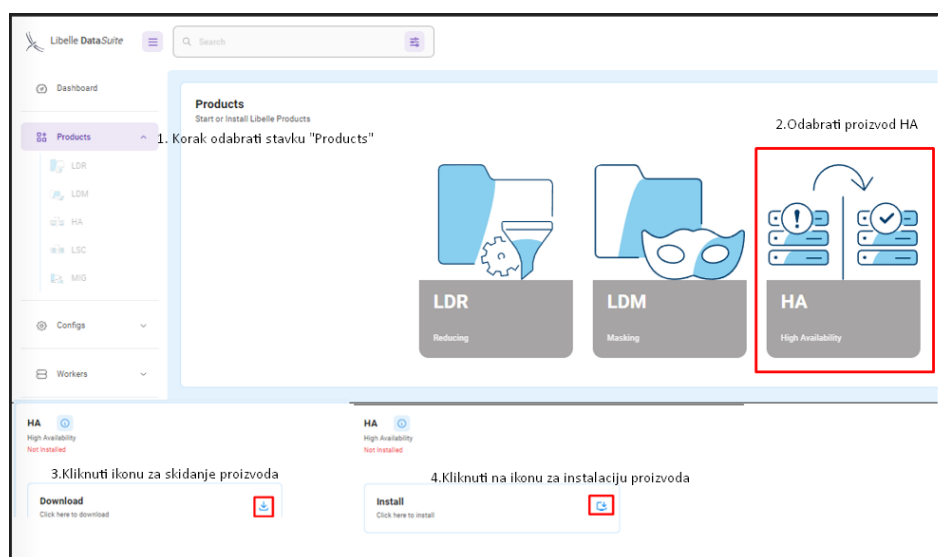 Libelle DataSuite
Search
Dashboard
Products
LDR
LDM
HA
LSC
MIG
Configs
Workers
Products
Start or Install Libelle Products
1. Korak odabrati stavku "Products"
2.Odabrati proizvod HA
LDR
Reducing
LDM
Masking
HA
High Availability
HA
High Availability
Not Installed
3.Kliknuti ikonu za skidanje proizvoda
Download
Click here to download
HA
High Availability
Not Installed
4.Kliknuti na ikonu za instalaciju proizvoda
Install
Click here to install